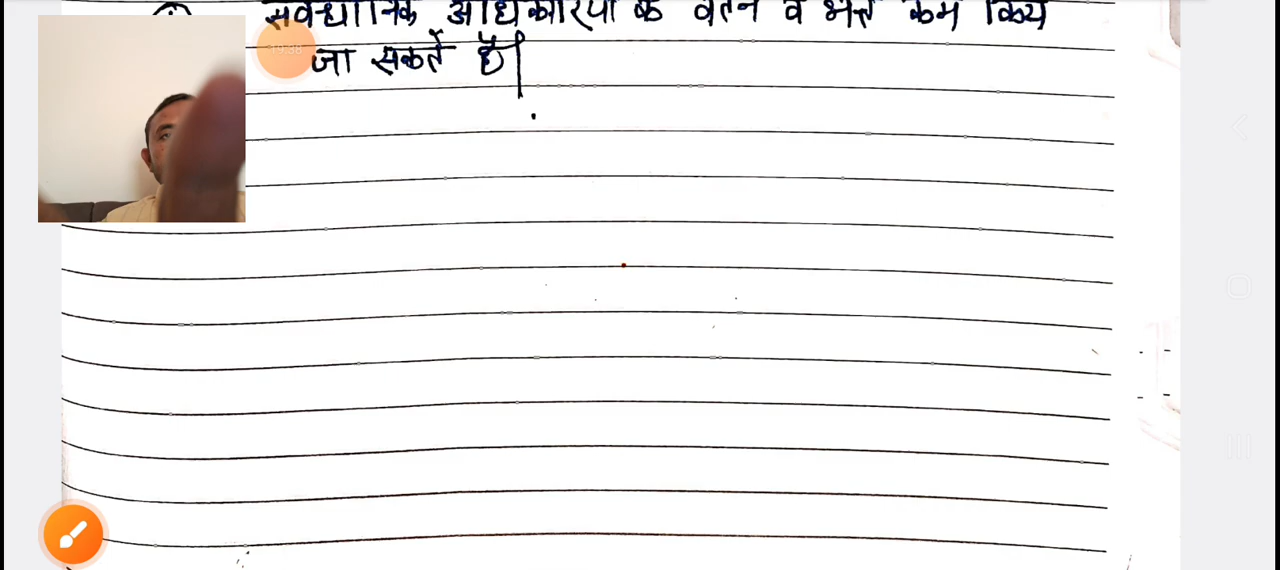 संवैधानिक अधिकारियों के वेतन व भत्ते कम किये
जा सकते है|